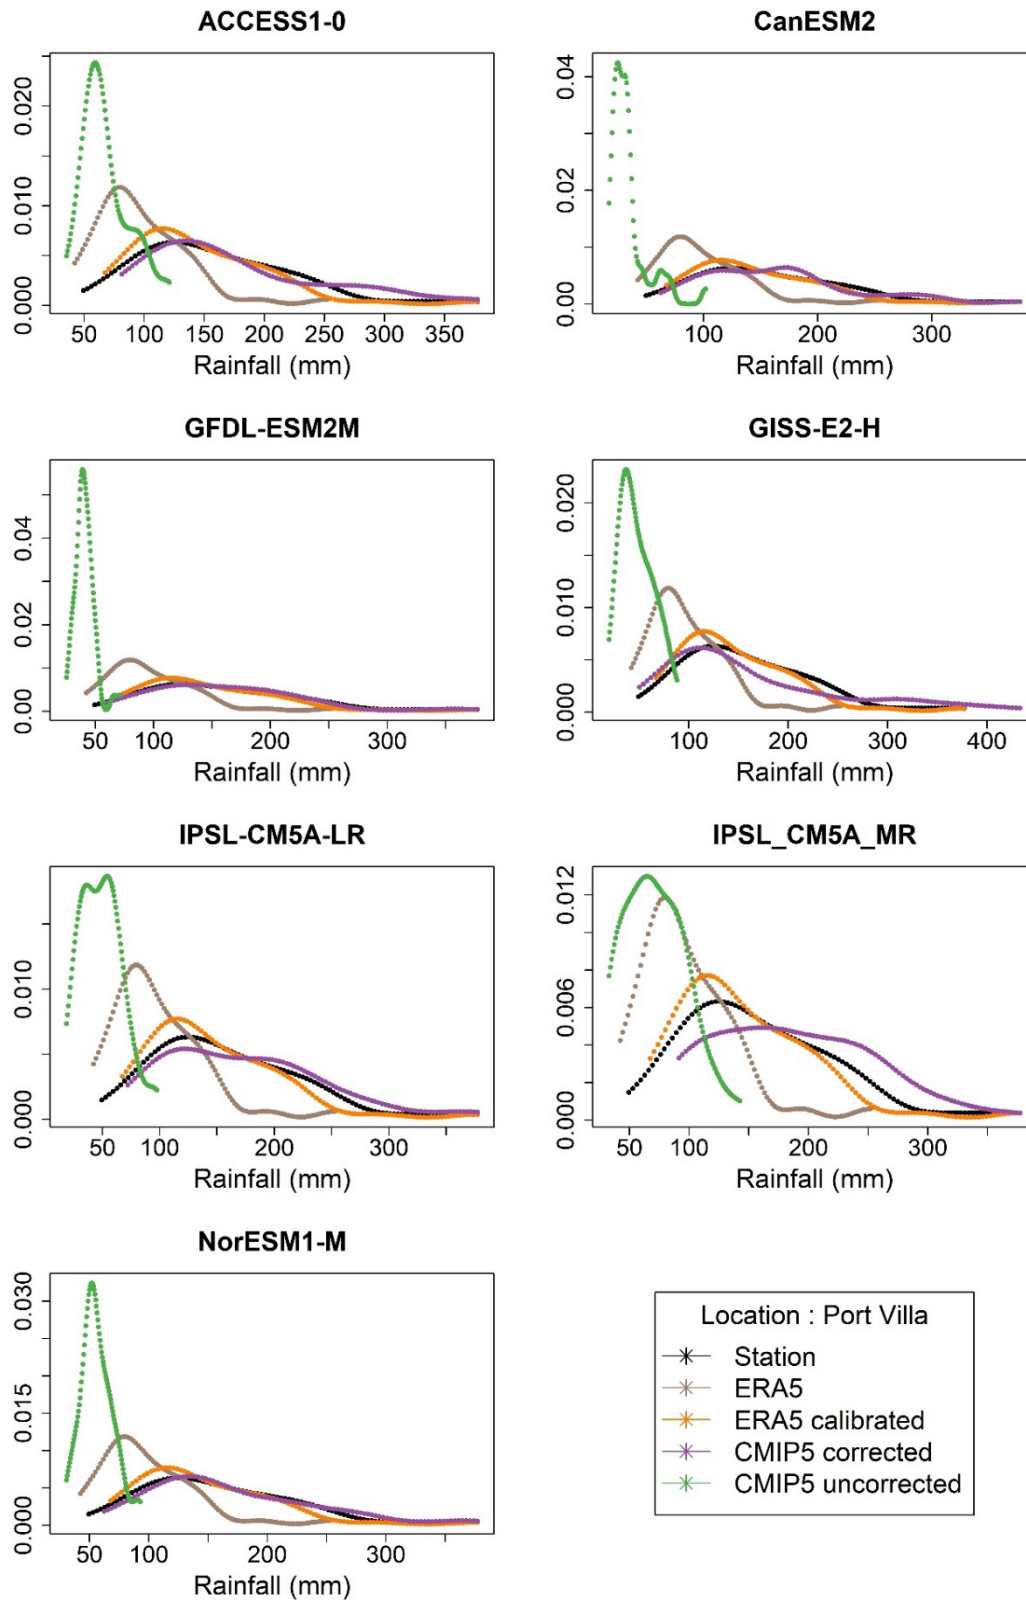 ACCESS1-0
0.000 0.010 0.020
50 100 150 200 250 300 350
Rainfall (mm)
CanESM2
0.00 0.02 0.04
100 200 300
Rainfall (mm)
GFDL-ESM2M
0.00 0.02 0.04
50 100 200 300
Rainfall (mm)
GISS-E2-H
0.000 0.010 0.020
100 200 300 400
Rainfall (mm)
IPSL-CM5A-LR
0.000 0.010
50 100 200 300
Rainfall (mm)
IPSL_CM5A_MR
0.000 0.006 0.012
50 100 200 300
Rainfall (mm)
NorESM1-M
0.000 0.015 0.030
50 100 200 300
Rainfall (mm)
Location : Port Villa
Station
ERA5
ERA5 calibrated
CMIP5 corrected
CMIP5 uncorrected